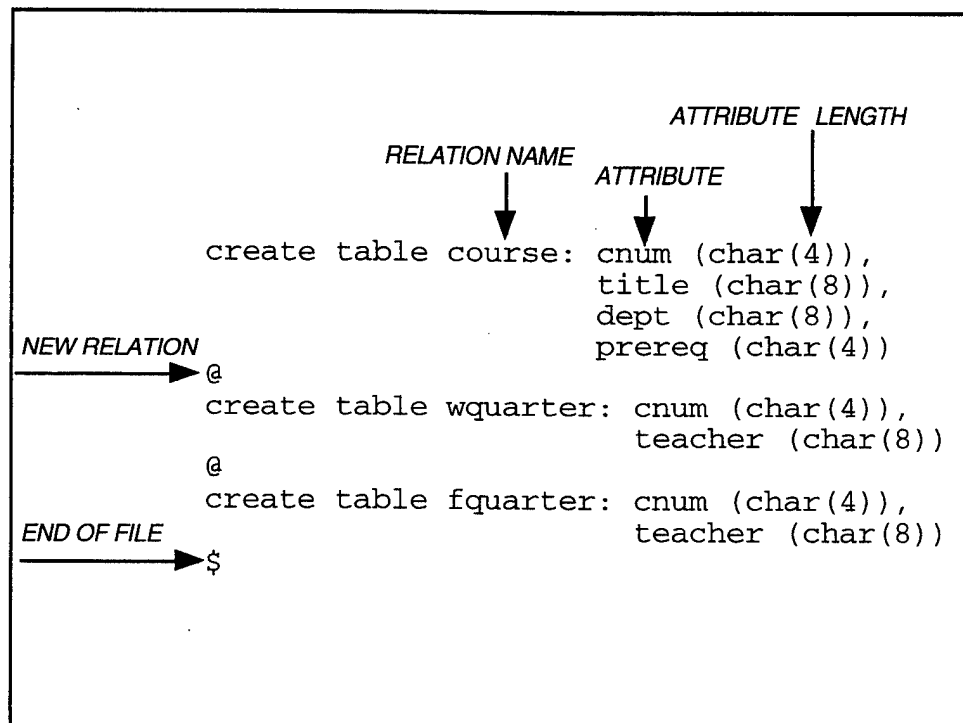 ATTRIBUTE LENGTH
RELATION NAME
ATTRIBUTE
create table course: cnum (char(4)),
title (char(8)),
dept (char(8)),
prereq (char(4))
NEW RELATION
@
create table wquarter: cnum (char(4)),
teacher (char(8))
@
create table fquarter: cnum (char(4)),
teacher (char(8))
END OF FILE
$